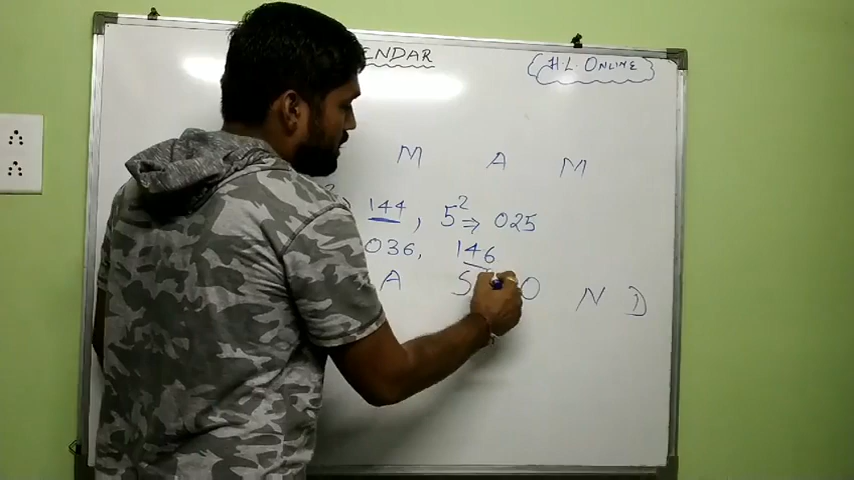 ENDAR
H.L. ONLINE
M A M
144, 5² ⇒ 025
036, 146
A S O N D